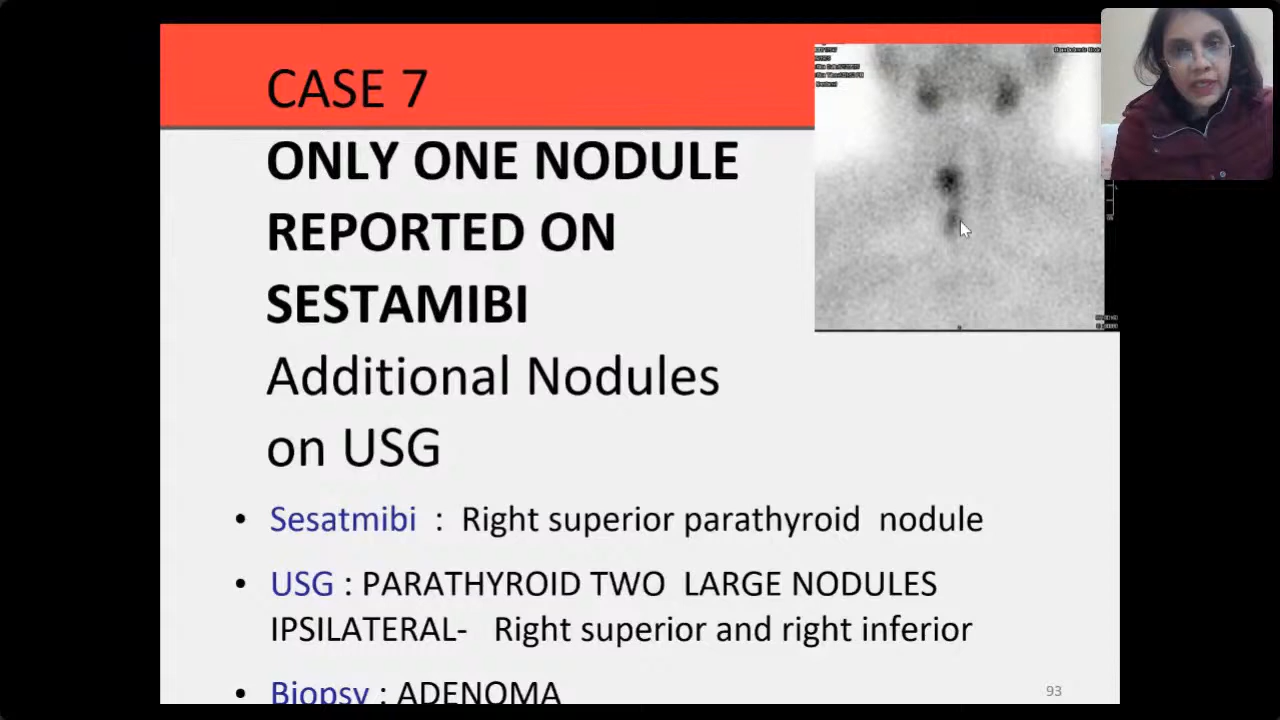 CASE 7
ONLY ONE NODULE
REPORTED ON
SESTAMIBI
Additional Nodules
on USG
• Sesatmibi : Right superior parathyroid nodule
• USG : PARATHYROID TWO LARGE NODULES
IPSILATERAL- Right superior and right inferior
• Biopsy : ADENOMA
93